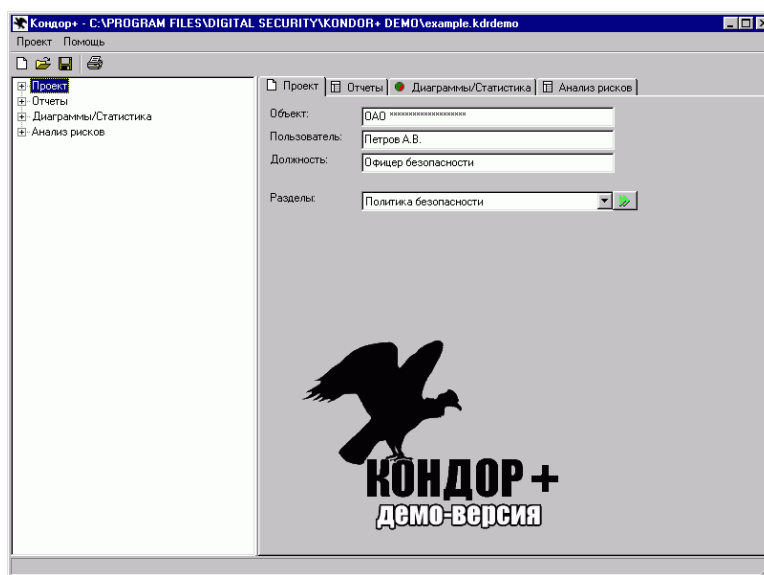 Кондор+ - C:\PROGRAM FILES\DIGITAL SECURITY\KONDOR+ DEMO\example.kdrdemo
Проект Помощь
Проект
Отчеты
Диаграммы/Статистика
Анализ рисков
Проект Отчеты Диаграммы/Статистика Анализ рисков
Объект: ОАО ********************
Пользователь: Петров А.В.
Должность: Офицер безопасности
Разделы: Политика безопасности
КОНДОР+
демо-версия